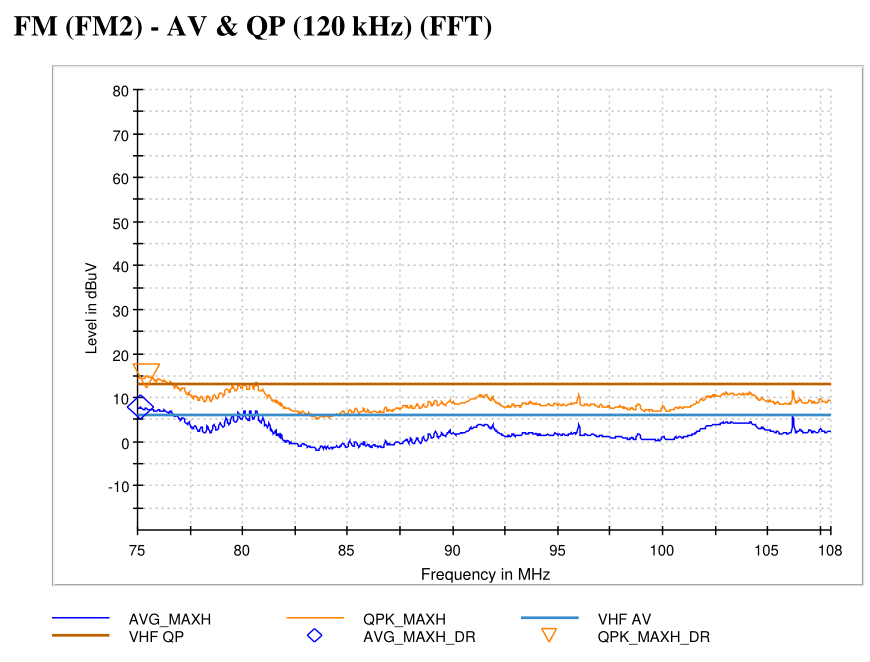 FM (FM2) - AV & QP (120 kHz) (FFT)
80
70
60
50
40
30
20
10
0
-10
Level in dBuV
75 80 85 90 95 100 105 108
Frequency in MHz
AVG_MAXH QPK_MAXH VHF AV
VHF QP AVG_MAXH_DR QPK_MAXH_DR